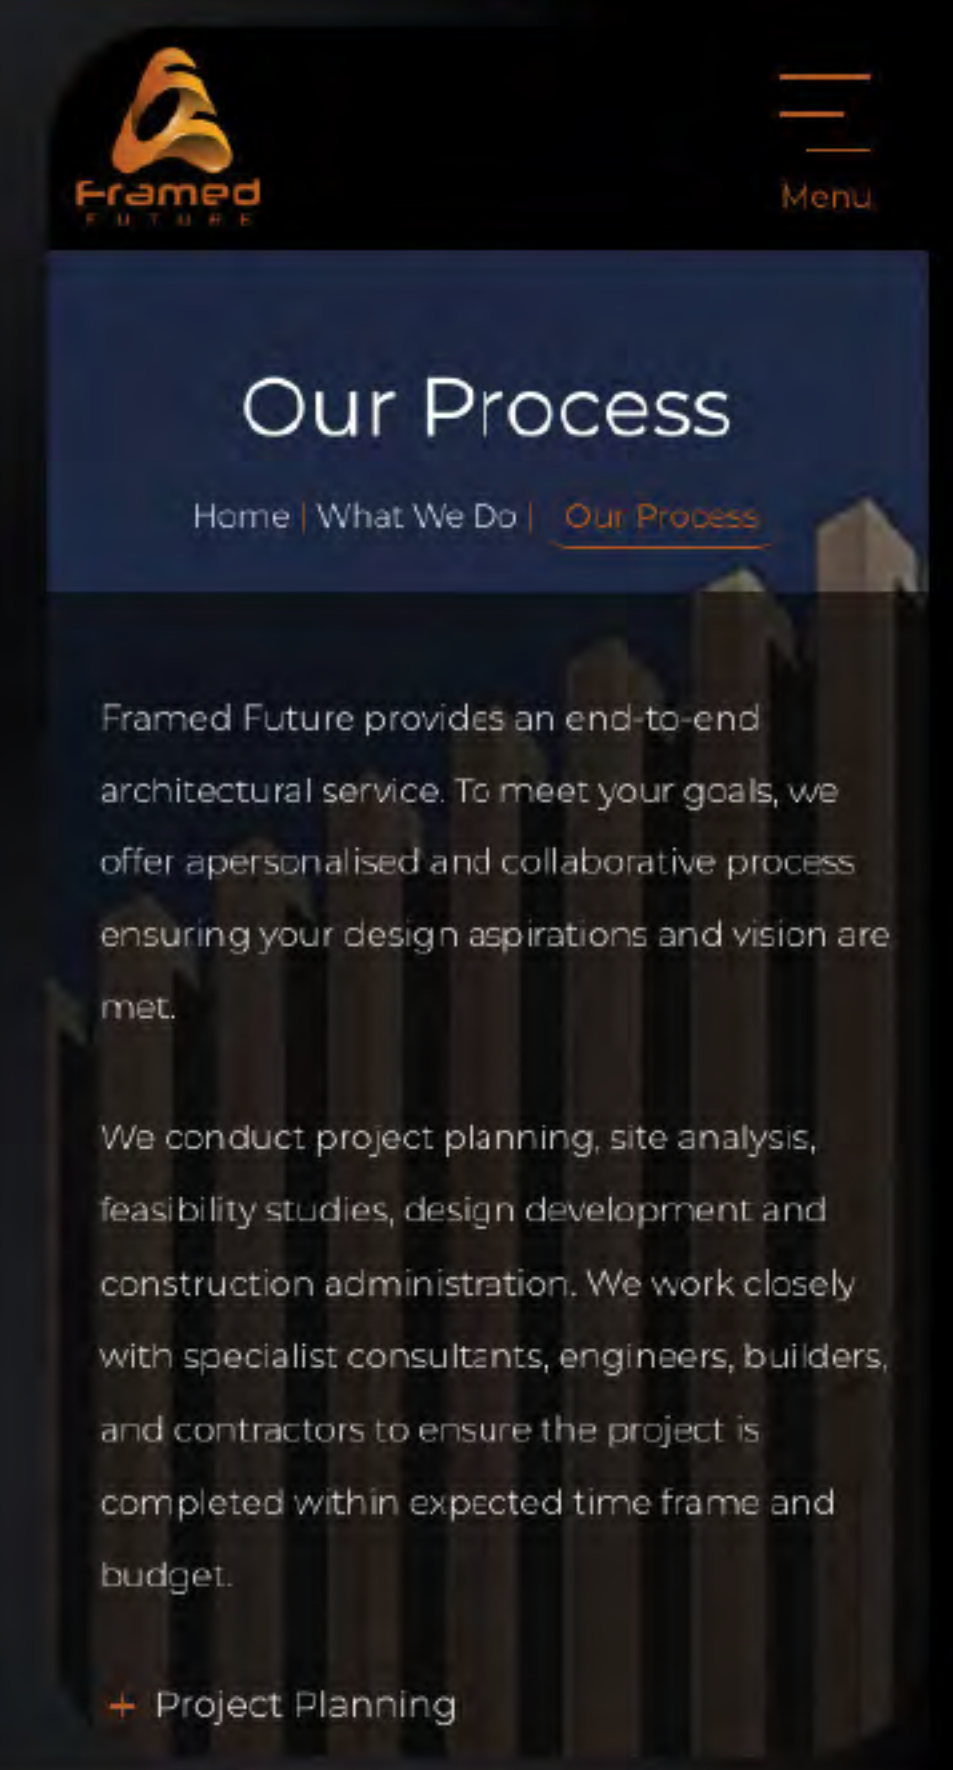 Framed
FUTURE
Menu
Our Process
Home | What We Do | Our Process
Framed Future provides an end-to-end
architectural service. To meet your goals, we
offer apersonalised and collaborative process
ensuring your design aspirations and vision are
met.
We conduct project planning, site analysis,
feasibility studies, design development and
construction administration. We work closely
with specialist consultants, engineers, builders,
and contractors to ensure the project is
completed within expected time frame and
budget.
+ Project Planning